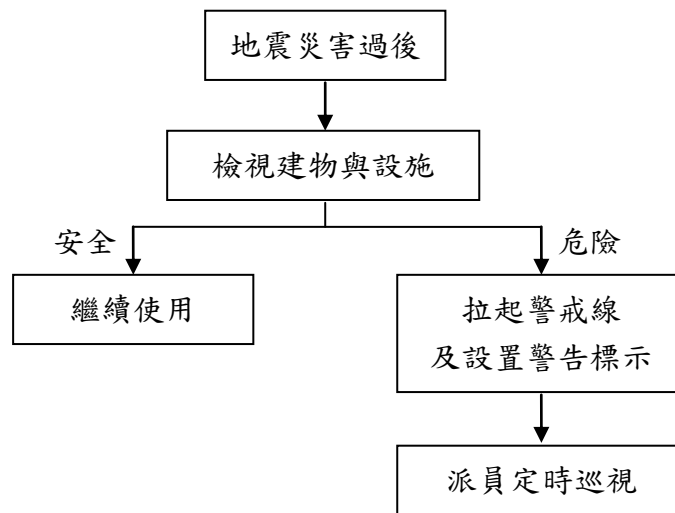 地震災害過後
檢視建物與設施
安全
危險
繼續使用
拉起警戒線
及設置警告標示
派員定時巡視